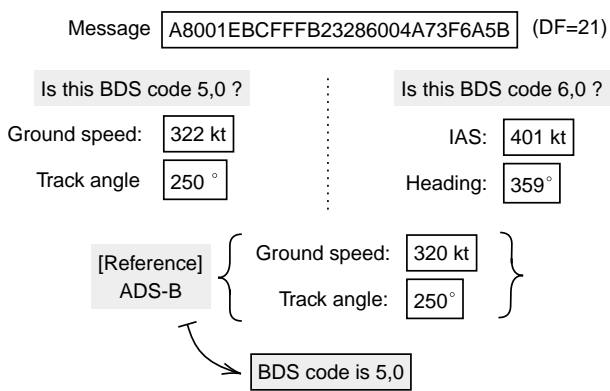 Message A8001EBCFFFB23286004A73F6A5B (DF=21)
Is this BDS code 5,0 ?
Ground speed: 322 kt
Track angle 250 °
Is this BDS code 6,0 ?
IAS: 401 kt
Heading: 359°
[Reference]
ADS-B
Ground speed: 320 kt
Track angle: 250°
BDS code is 5,0